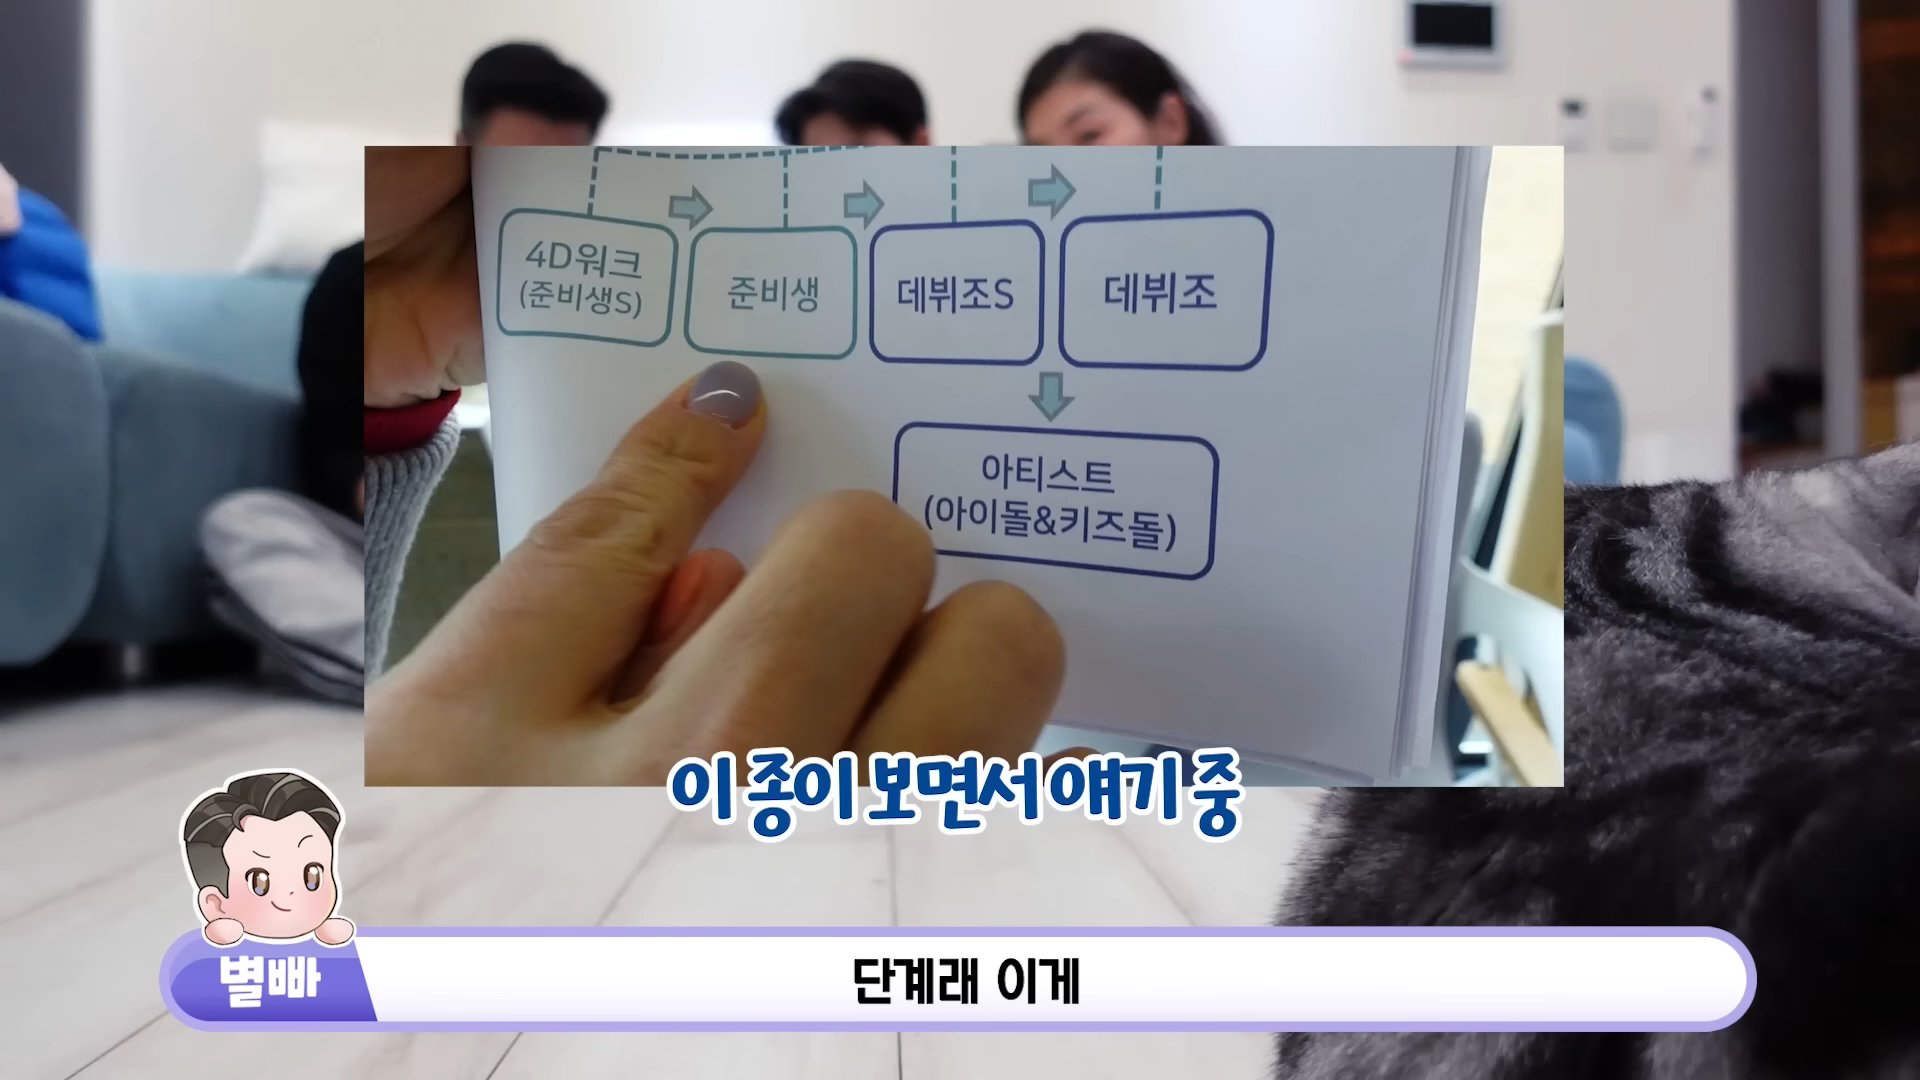 4D워크
(준비생S)
준비생
데뷔조S
데뷔조
아티스트
(아이돌&키즈돌)
이 종이 보면서 얘기 중
별빠
단계래 이게